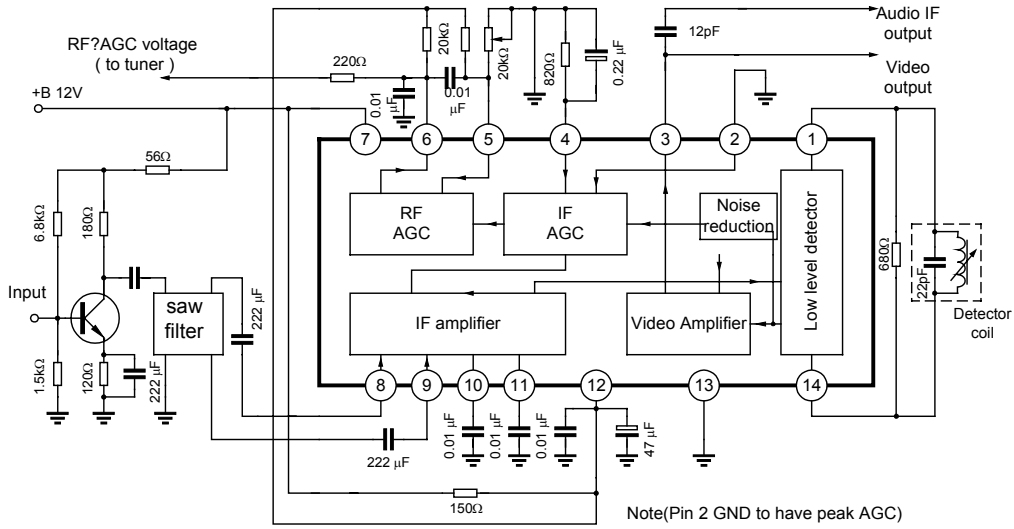 Audio IF
output
12pF
Video
output
RF?AGC voltage
( to tuner )
220Ω
20kΩ
20kΩ
820Ω
0.22 µF
0.01
µF
0.01
µF
+B 12V
7
6
5
4
3
2
1
56Ω
6.8kΩ
180Ω
RF
AGC
IF
AGC
Noise
reduction
Low level detector
680Ω
22pF
Detector
coil
Input
saw
filter
222 µF
IF amplifier
Video Amplifier
1.5kΩ
120Ω
222 µF
8
9
10
11
12
13
14
0.01 µF
0.01 µF
0.01 µF
47 µF
222 µF
150Ω
Note(Pin 2 GND to have peak AGC)